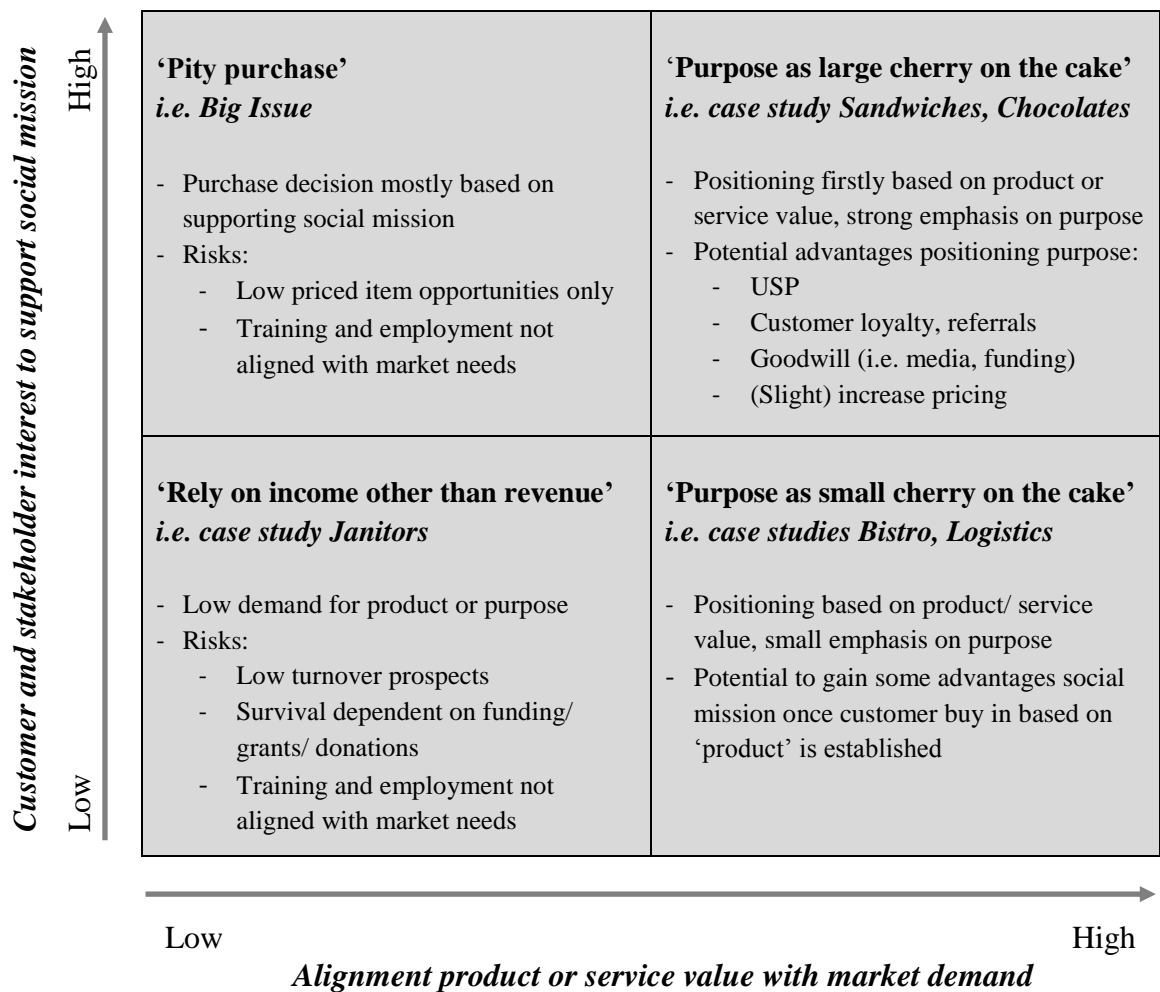 Customer and stakeholder interest to support social mission
High
Low
‘Pity purchase’
i.e. Big Issue
- Purchase decision mostly based on
supporting social mission
- Risks:
- Low priced item opportunities only
- Training and employment not
aligned with market needs
‘Purpose as large cherry on the cake’
i.e. case study Sandwiches, Chocolates
- Positioning firstly based on product or
service value, strong emphasis on purpose
- Potential advantages positioning purpose:
- USP
- Customer loyalty, referrals
- Goodwill (i.e. media, funding)
- (Slight) increase pricing
‘Rely on income other than revenue’
i.e. case study Janitors
- Low demand for product or purpose
- Risks:
- Low turnover prospects
- Survival dependent on funding/
grants/ donations
- Training and employment not
aligned with market needs
‘Purpose as small cherry on the cake’
i.e. case studies Bistro, Logistics
- Positioning based on product/ service
value, small emphasis on purpose
- Potential to gain some advantages social
mission once customer buy in based on
‘product’ is established
Low
High
Alignment product or service value with market demand